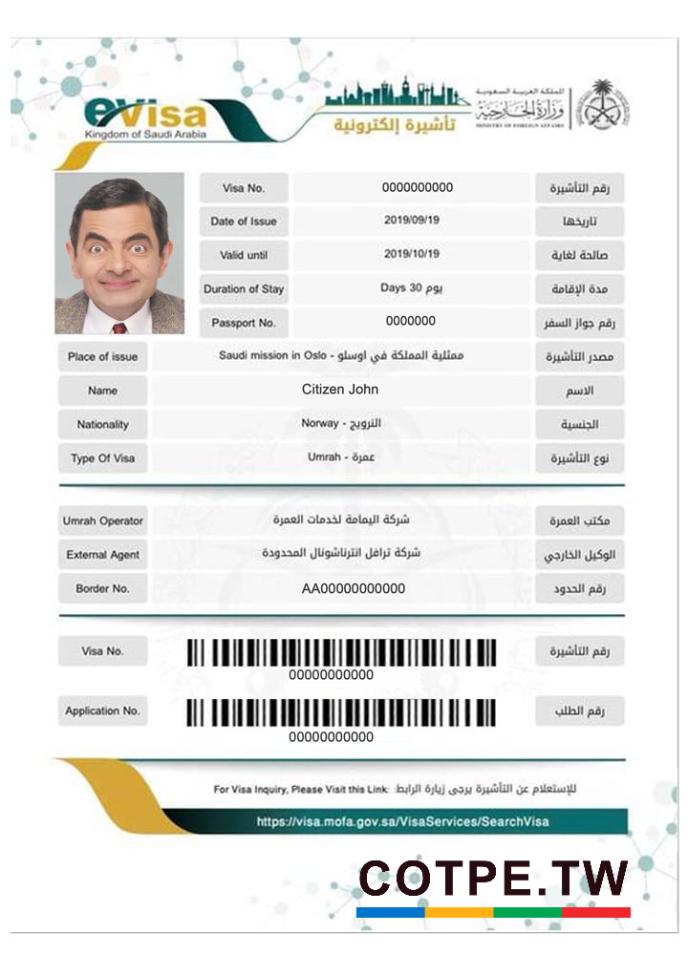 eVisa
Kingdom of Saudi Arabia
تأشيرة إلكترونية
المملكة العربية السعودية
وزارة الخارجية
MINISTRY OF FOREIGN AFFAIRS
Visa No. 0000000000 رقم التأشيرة
Date of Issue 2019/09/19 تاريخها
Valid until 2019/10/19 صالحة لغاية
Duration of Stay Days 30 يوم مدة الإقامة
Passport No. 0000000 رقم جواز السفر
Place of issue Saudi mission in Oslo - ممثلية المملكة في اوسلو مصدر التأشيرة
Name Citizen John الاسم
Nationality Norway - النرويج الجنسية
Type Of Visa Umrah - عمرة نوع التأشيرة
Umrah Operator شركة اليمامة لخدمات العمرة مكتب العمرة
External Agent شركة ترافل انترناشونال المحدودة الوكيل الخارجي
Border No. AA00000000000 رقم الحدود
Visa No. رقم التأشيرة
00000000000
Application No. رقم الطلب
00000000000
For Visa Inquiry, Please Visit this Link: للإستعلام عن التأشيرة يرجى زيارة الرابط:
https://visa.mofa.gov.sa/VisaServices/SearchVisa
COTPE.TW